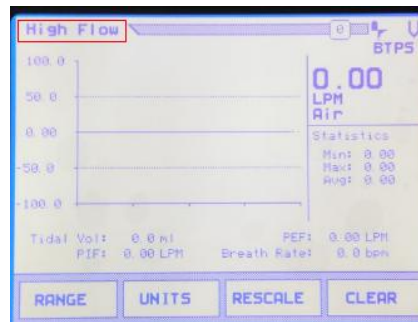 High Flow
0
V
BTPS
100.0
50.0
0.00
-50.0
-100.0
0.00
LPM
Air
Statistics
Min: 0.00
Max: 0.00
Avg: 0.00
Tidal Vol: 0.0 ml
PEF: 0.00 LPM
PIF: 0.00 LPM
Breath Rate: 0.0 bpm
RANGE
UNITS
RESCALE
CLEAR